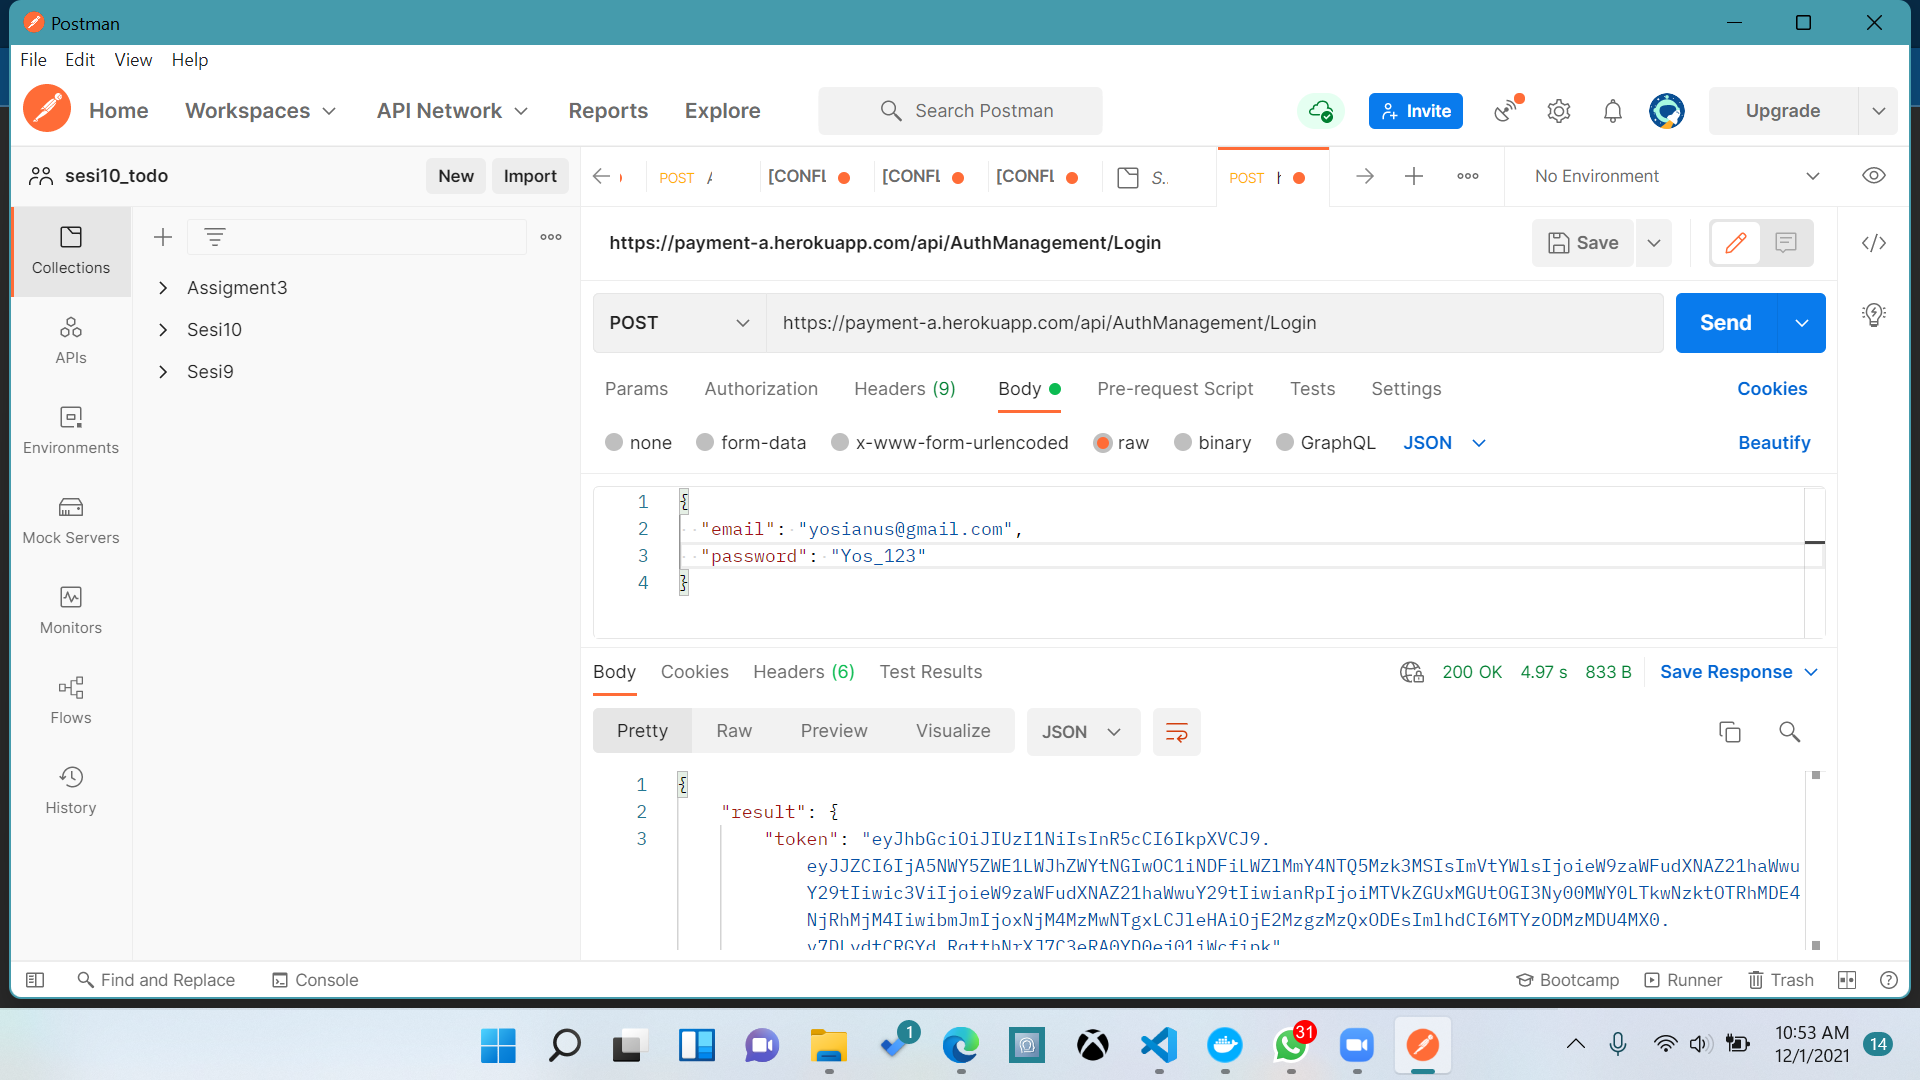 Postman
File Edit View Help
Home Workspaces API Network Reports Explore Search Postman Invite Upgrade
sesi10_todo New Import POST [CONFL [CONFL [CONFL S.. POST No Environment
Collections
APIs
Environments
Mock Servers
Monitors
Flows
History
Assigment3
Sesi10
Sesi9
https://payment-a.herokuapp.com/api/AuthManagement/Login Save
POST https://payment-a.herokuapp.com/api/AuthManagement/Login Send
Params Authorization Headers (9) Body Pre-request Script Tests Settings Cookies
none form-data x-www-form-urlencoded raw binary GraphQL JSON Beautify
1 {
2 "email": "yosianus@gmail.com",
3 "password": "Yos_123"
4 }
Body Cookies Headers (6) Test Results 200 OK 4.97 s 833 B Save Response
Pretty Raw Preview Visualize JSON
1 {
2 "result": {
3 "token": "eyJhbGciOiJIUzI1NiIsInR5cCI6IkpXVCJ9.
eyJJZCI6IjA5NWY5ZWE1LWJhZWYtNGIwOC1iNDFiLWZlMmY4NTQ5Mzk3MSIsImVtYWlsIjoieW9zaWFudXNAZ21haWwu
Y29tIiwic3ViIjoieW9zaWFudXNAZ21haWwuY29tIiwianRpIjoiMTVkZGUxMGUtOGI3Ny00MWY0LTkwNzktOTRhMDE4
NjRhMjM4IiwibmJmIjoxNjM4MzMwNTgxLCJleHAiOjE2MzgzMzQxODEsImlhdCI6MTYzODMzMDU4MX0.
Find and Replace Console Bootcamp Runner Trash
1 31 10:53 AM
12/1/2021 14